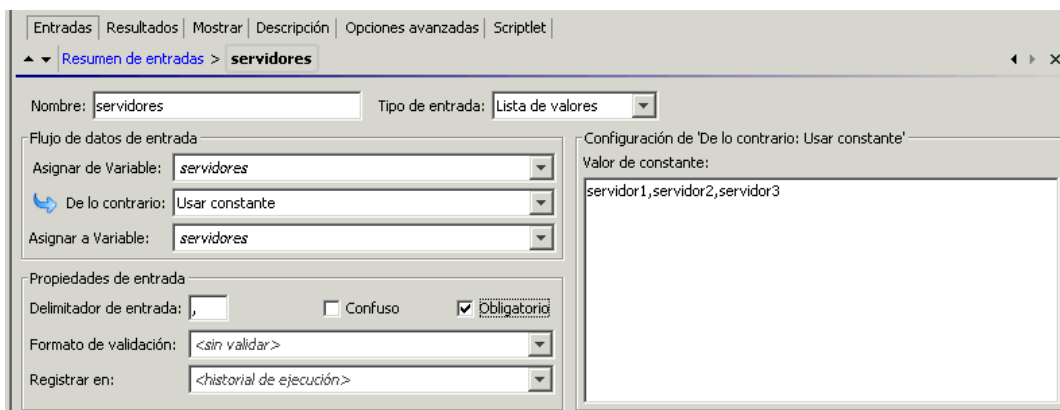 Entradas Resultados Mostrar Descripción Opciones avanzadas Scriptlet
Resumen de entradas > servidores
Nombre: servidores Tipo de entrada: Lista de valores
Flujo de datos de entrada
Asignar de Variable: servidores
De lo contrario: Usar constante
Asignar a Variable: servidores
Propiedades de entrada
Delimitador de entrada: , Confuso Obligatorio
Formato de validación: <sin validar>
Registrar en: <historial de ejecución>
Configuración de 'De lo contrario: Usar constante'
Valor de constante:
servidor1,servidor2,servidor3